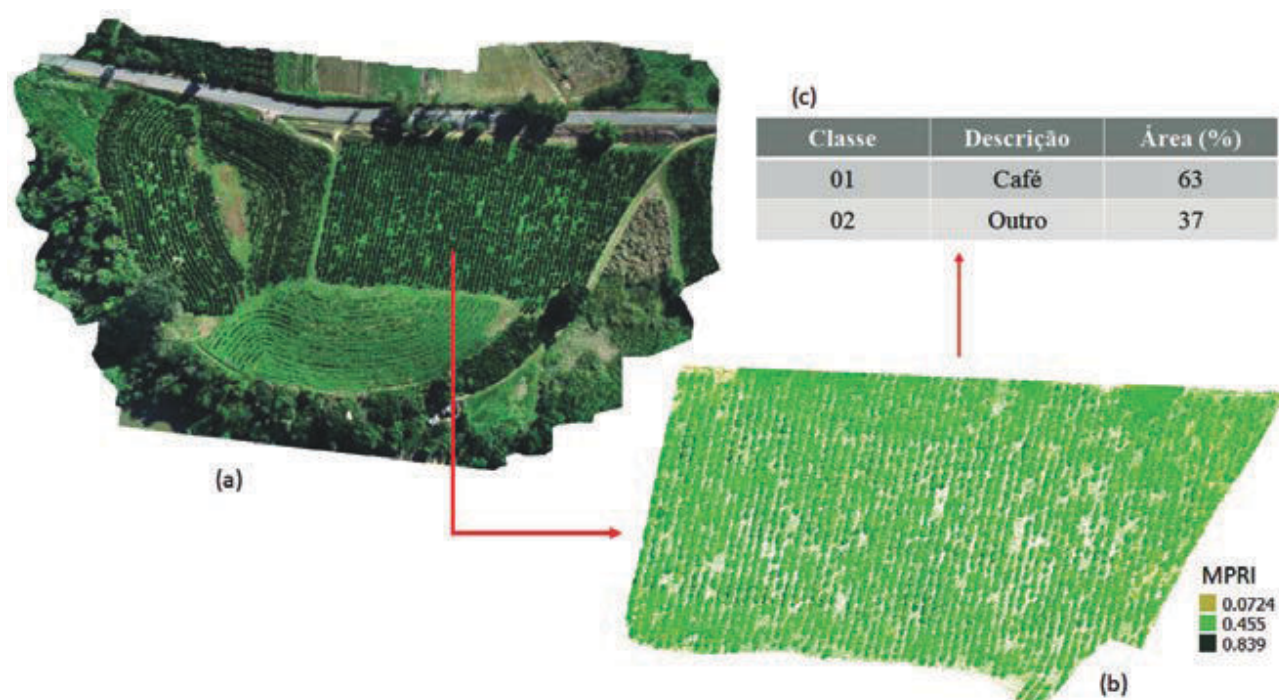 (a)
(c)
Classe Descrição Área (%)
01 Café 63
02 Outro 37
MPRI
0.0724
0.455
0.839
(b)